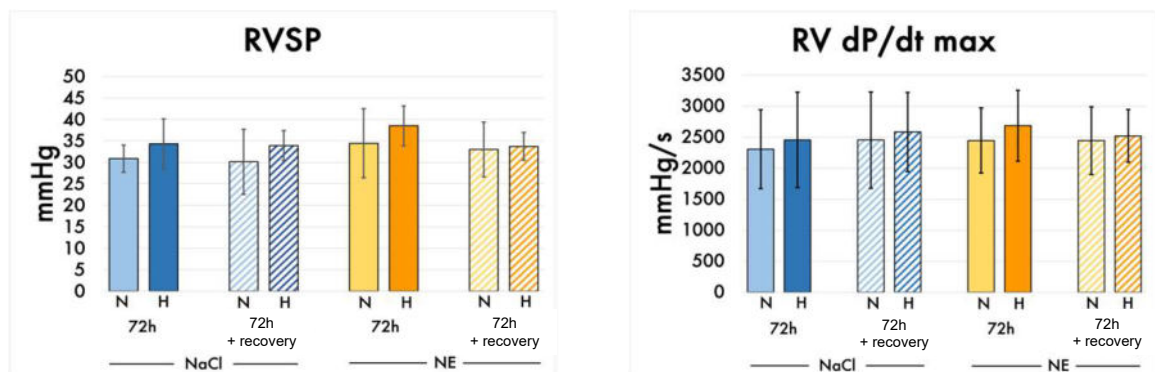 RVSP
mmHg
50
45
40
35
30
25
20
15
10
5
0
N H N H N H N H
72h 72h + recovery 72h 72h + recovery
NaCl NE
RV dP/dt max
mmHg/s
3500
3000
2500
2000
1500
1000
500
0
N H N H N H N H
72h 72h + recovery 72h 72h + recovery
NaCl NE